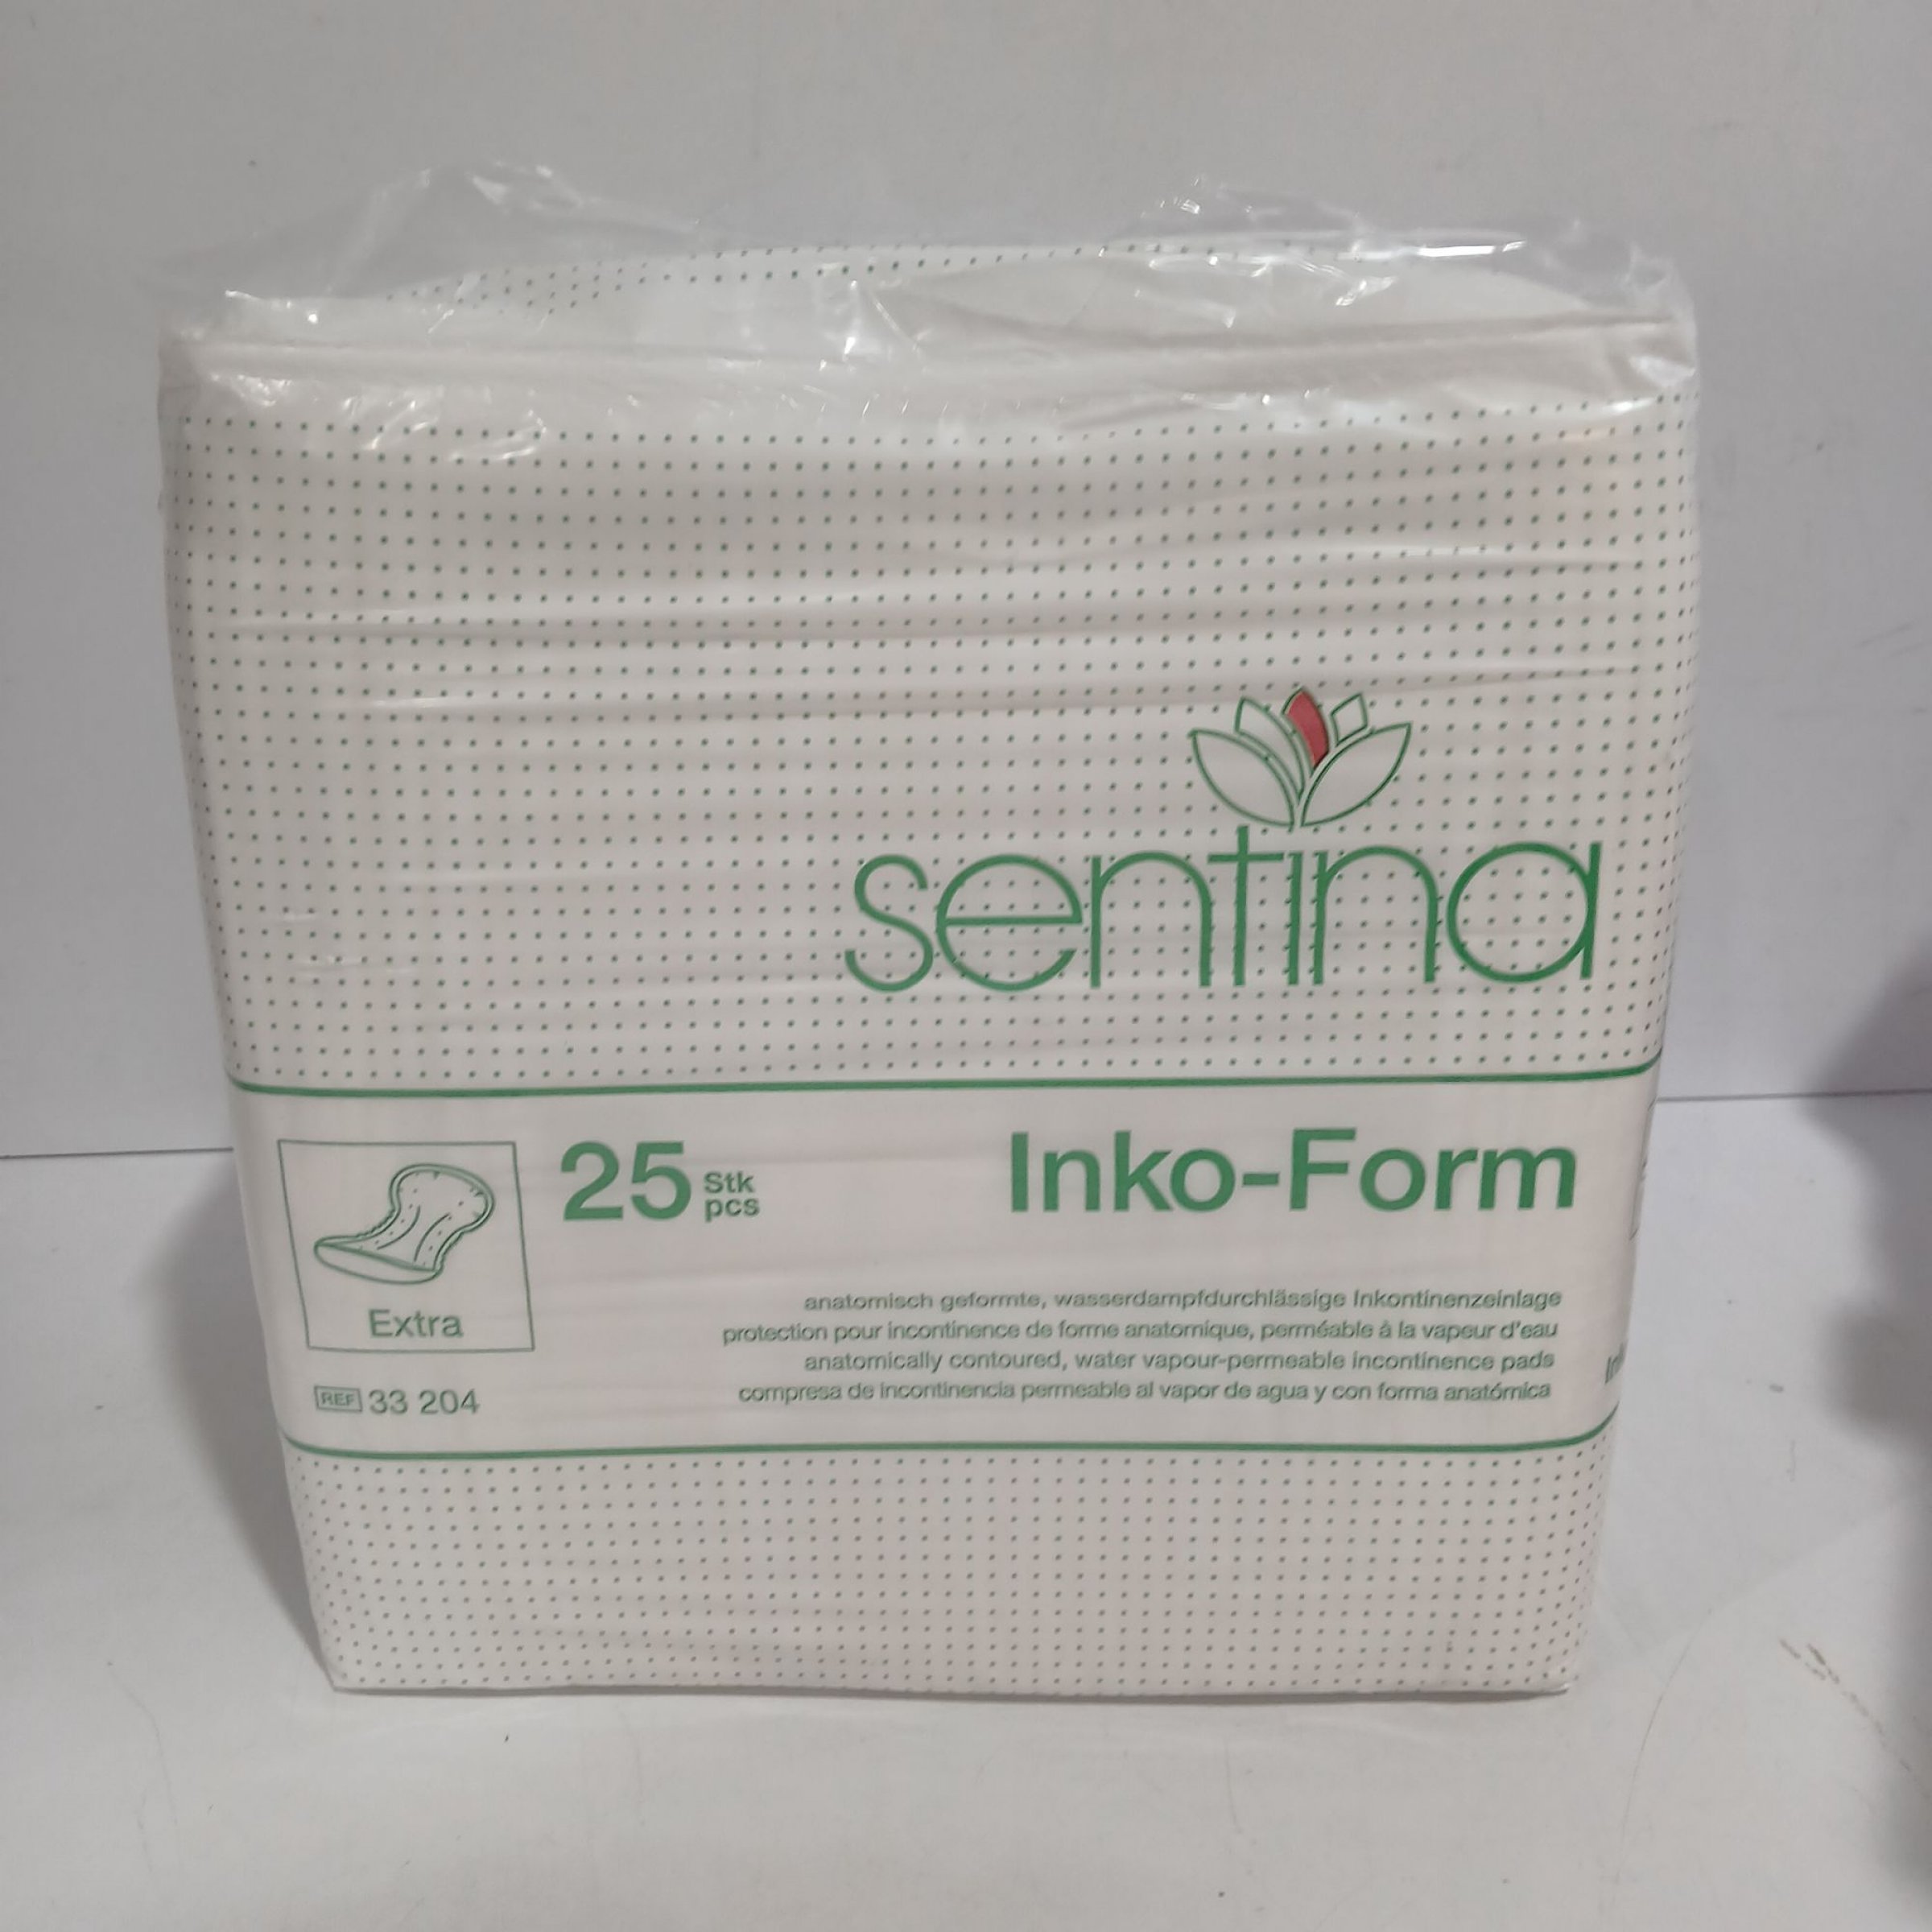 sentina
25 Stk
pcs
Inko-Form
Extra
REF 33 204
anatomisch geformte, wasserdampfdurchlässige Inkontinenzeinlage
protection pour incontinence de forme anatomique, perméable à la vapeur d'eau
anatomically contoured, water vapour-permeable incontinence pads
compresa de incontinencia permeable al vapor de agua y con forma anatómica